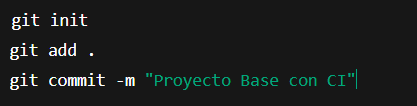 git init
git add .
git commit -m "Proyecto Base con CI"